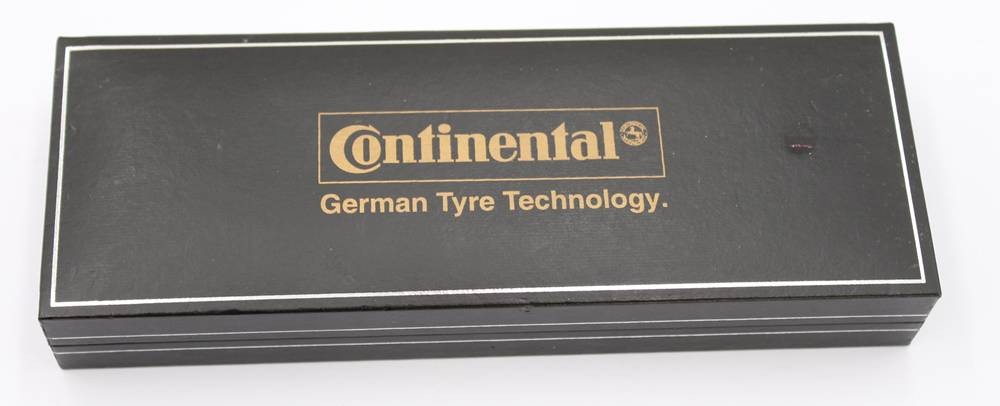 Continental
German Tyre Technology.